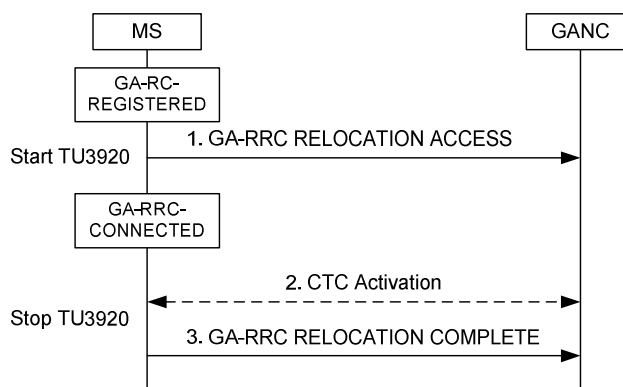 MS
GANC
GA-RC-
REGISTERED
1. GA-RRC RELOCATION ACCESS
Start TU3920
GA-RRC-
CONNECTED
2. CTC Activation
Stop TU3920
3. GA-RRC RELOCATION COMPLETE